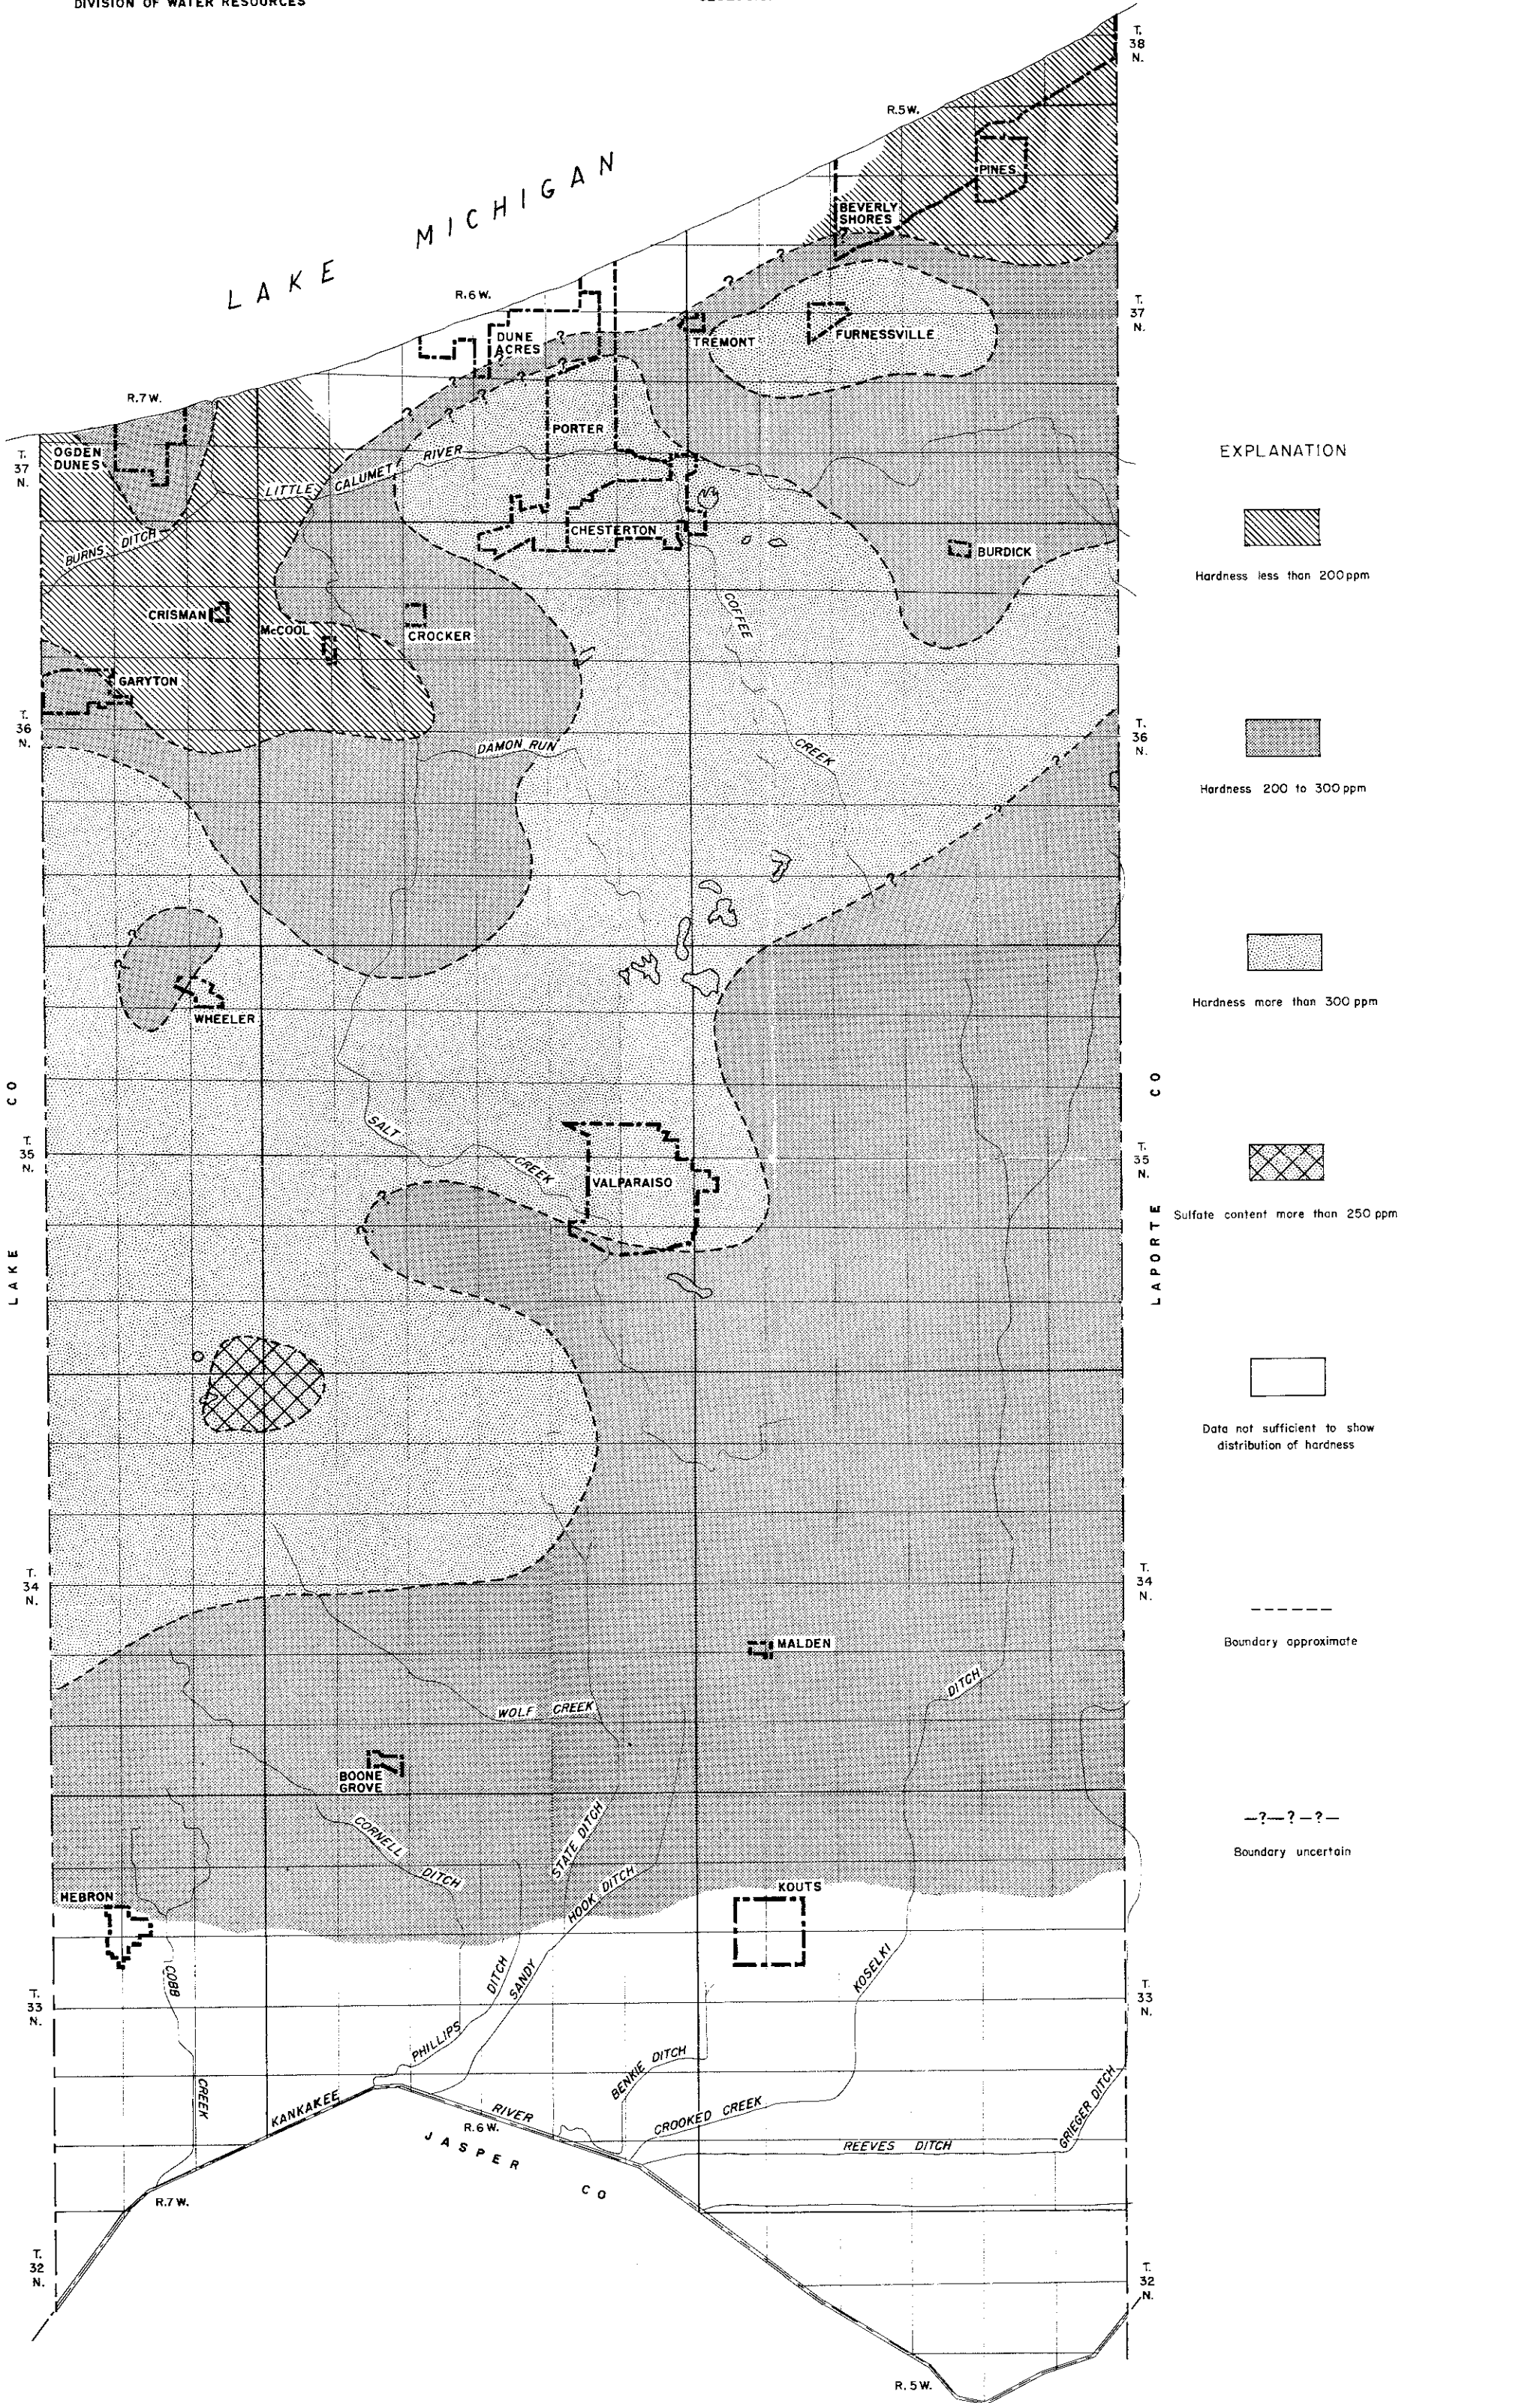 DIVISION OF WATER RESOURCES
T.
38
N.
R.5W.
PINES
LAKE MICHIGAN
BEVERLY
SHORES
R.6W.
T.
37
N.
DUNE
ACRES
TREMONT
FURNESSVILLE
R.7W.
PORTER
T.
37
N.
OGDEN
DUNES
LITTLE CALUMET RIVER
EXPLANATION
BURNS DITCH
CHESTERTON
BURDICK
Hardness less than 200 ppm
CRISMAN
McCOOL
CROCKER
COFFEE
GARYTON
T.
36
N.
DAMON RUN
CREEK
T.
36
N.
Hardness 200 to 300 ppm
WHEELER
Hardness more than 300 ppm
LAKE CO
LAPORTE CO
SALT
CREEK
T.
35
N.
VALPARAISO
T.
35
N.
Sulfate content more than 250 ppm
Data not sufficient to show
distribution of hardness
T.
34
N.
T.
34
N.
MALDEN
Boundary approximate
WOLF CREEK
DITCH
BOONE
GROVE
CORNELL
DITCH
STATE DITCH
HOOK DITCH
—?—?—?—
Boundary uncertain
HEBRON
KOUTS
COBB
DITCH
SANDY
KOSELKI
T.
33
N.
T.
33
N.
PHILLIPS
BENKIE DITCH
CREEK
KANKAKEE
RIVER
CROOKED CREEK
GRIEGER DITCH
R.6W.
REEVES DITCH
JASPER
CO
R.7W.
T.
32
N.
T.
32
N.
R.5W.